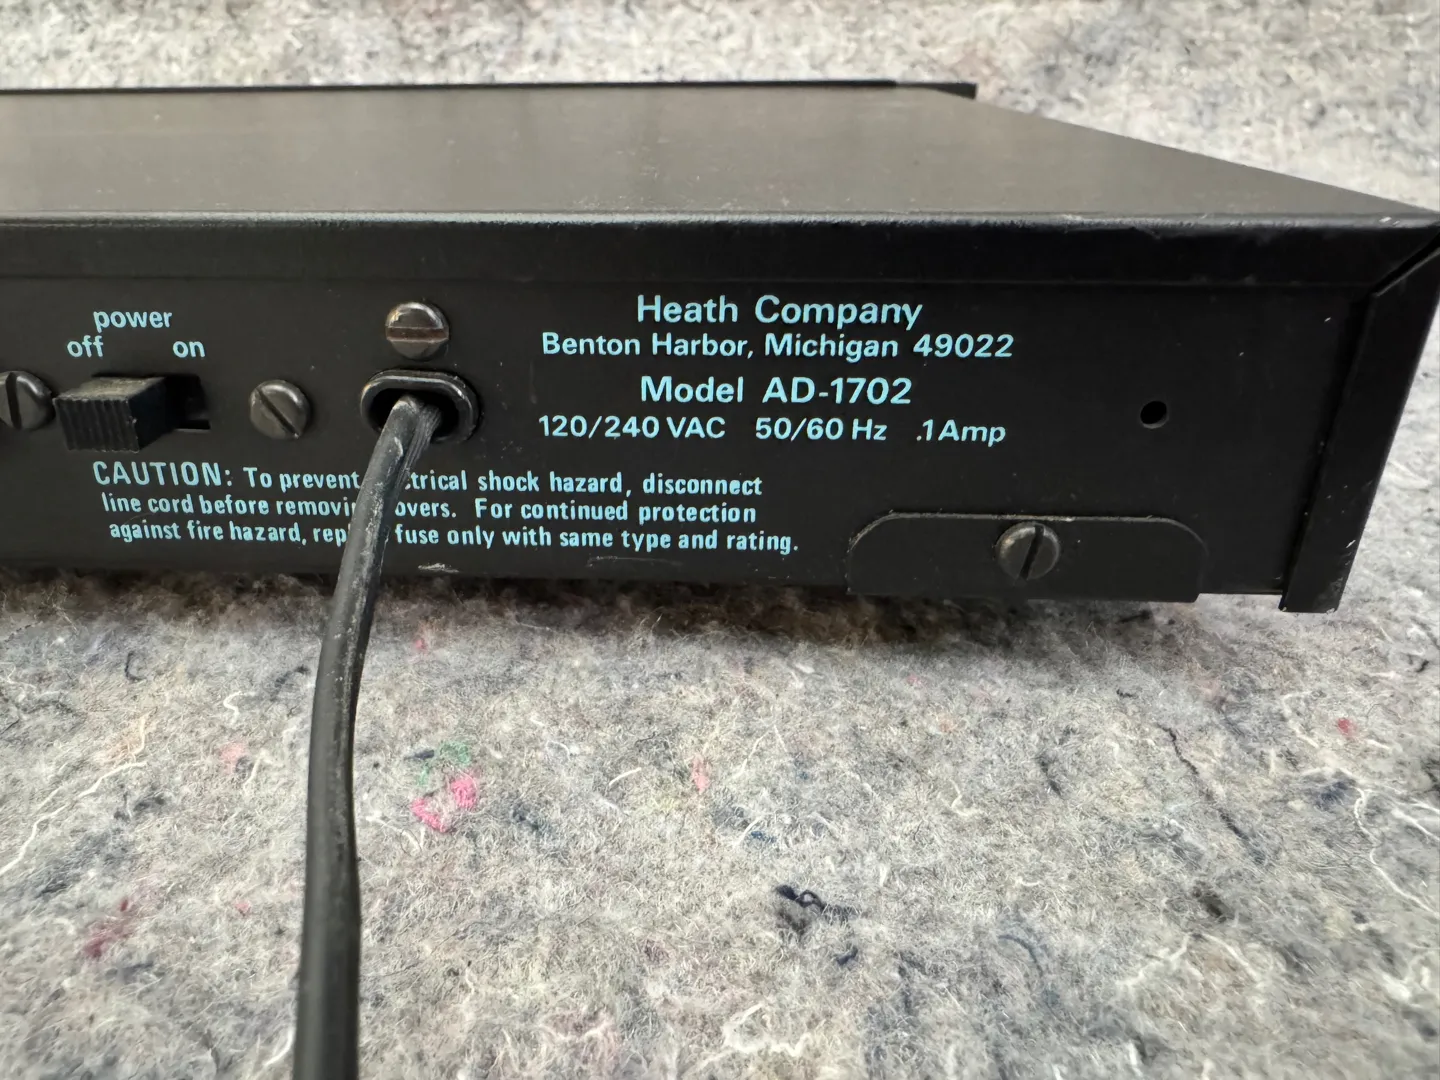 power
off on
Heath Company
Benton Harbor, Michigan 49022
Model AD-1702
120/240 VAC 50/60 Hz .1Amp
CAUTION: To prevent shock hazard, disconnect
line cord before For continued protection
against fire hazard, fuse only with same type and rating.